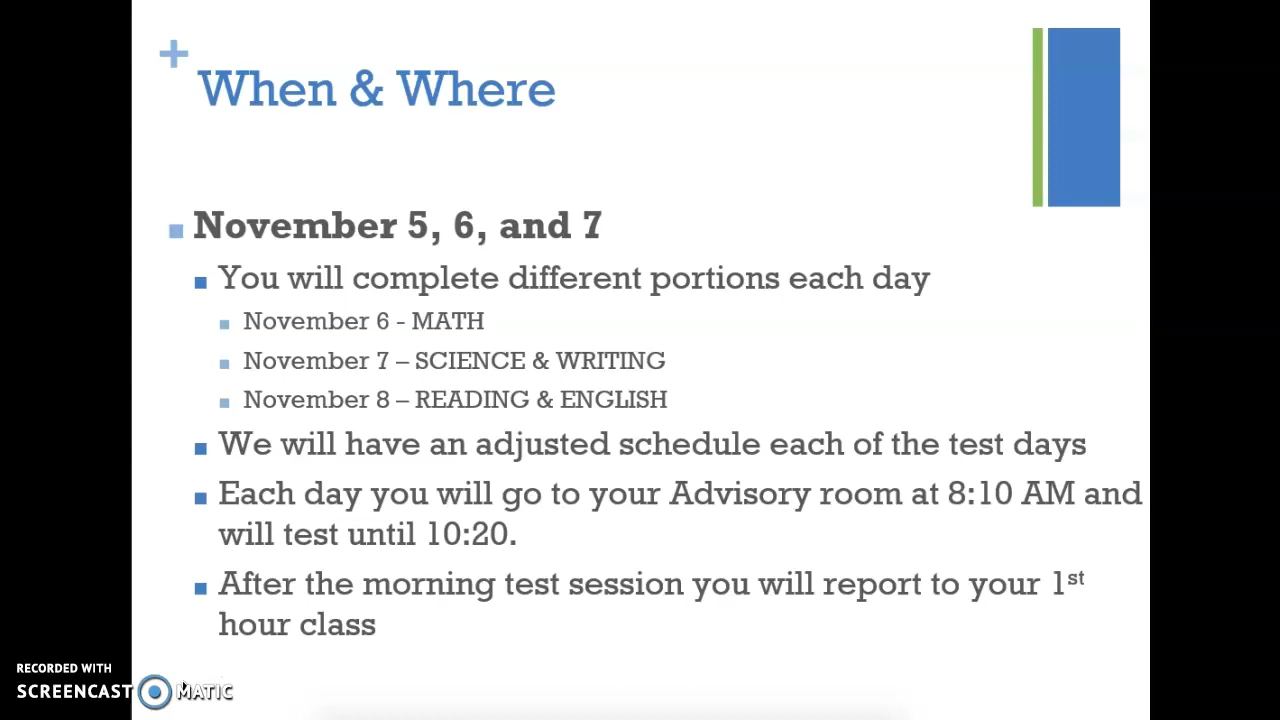 +
When & Where
November 5, 6, and 7
You will complete different portions each day
November 6 - MATH
November 7 – SCIENCE & WRITING
November 8 – READING & ENGLISH
We will have an adjusted schedule each of the test days
Each day you will go to your Advisory room at 8:10 AM and
will test until 10:20.
After the morning test session you will report to your 1st
hour class
RECORDED WITH
SCREENCAST MATIC